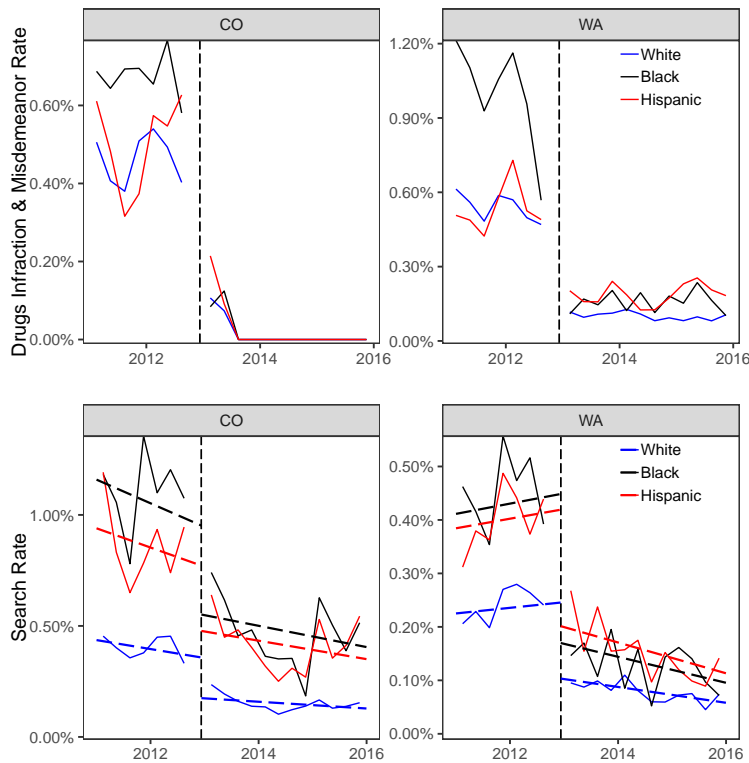 CO
WA
Drugs Infraction & Misdemeanor Rate
0.60%
0.40%
0.20%
0.00%
2012
2014
2016
1.20%
0.90%
0.60%
0.30%
0.00%
White
Black
Hispanic
2012
2014
2016
CO
WA
Search Rate
1.00%
0.50%
0.00%
2012
2014
2016
0.50%
0.40%
0.30%
0.20%
0.10%
0.00%
White
Black
Hispanic
2012
2014
2016